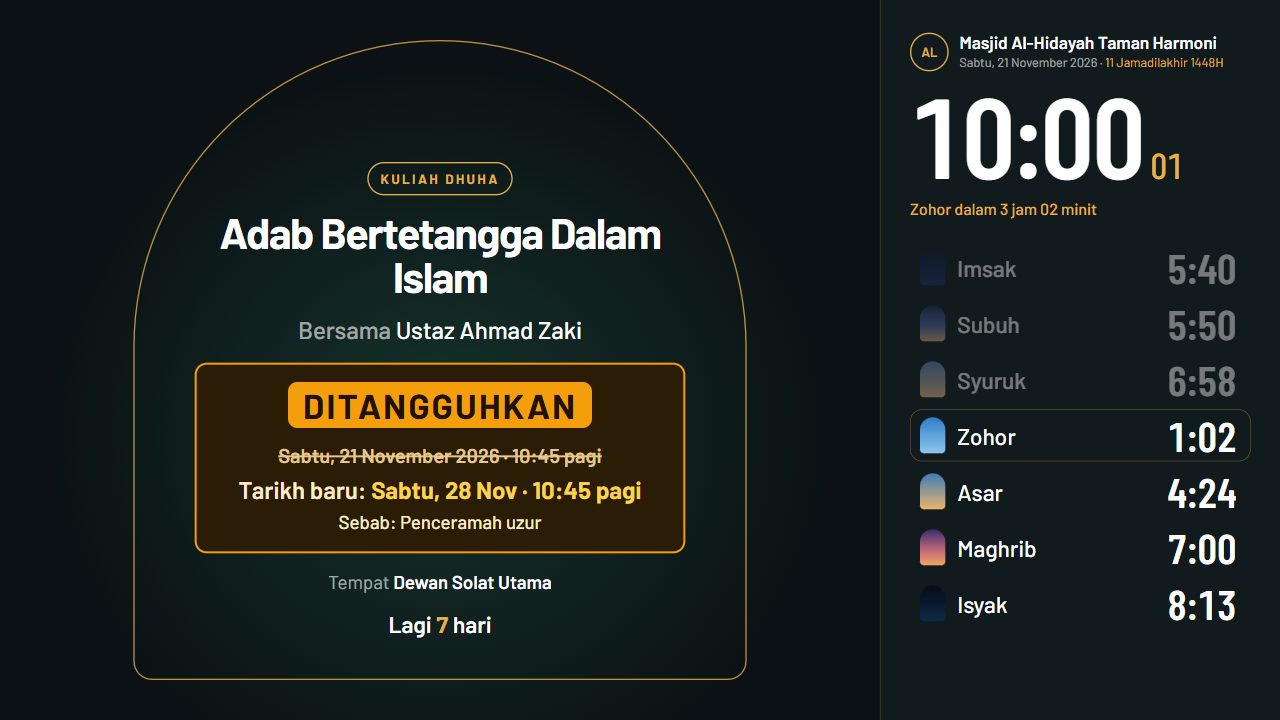 KULIAH DHUHA
Adab Bertetangga Dalam
Islam
Bersama Ustaz Ahmad Zaki
DITANGGUHKAN
Sabtu, 21 November 2026 · 10:45 pagi
Tarikh baru: Sabtu, 28 Nov · 10:45 pagi
Sebab: Penceramah uzur
Tempat Dewan Solat Utama
Lagi 7 hari
AL
Masjid Al-Hidayah Taman Harmoni
Sabtu, 21 November 2026 · 11 Jamadilakhir 1448H
10:00 01
Zohor dalam 3 jam 02 minit
Imsak 5:40
Subuh 5:50
Syuruk 6:58
Zohor 1:02
Asar 4:24
Maghrib 7:00
Isyak 8:13